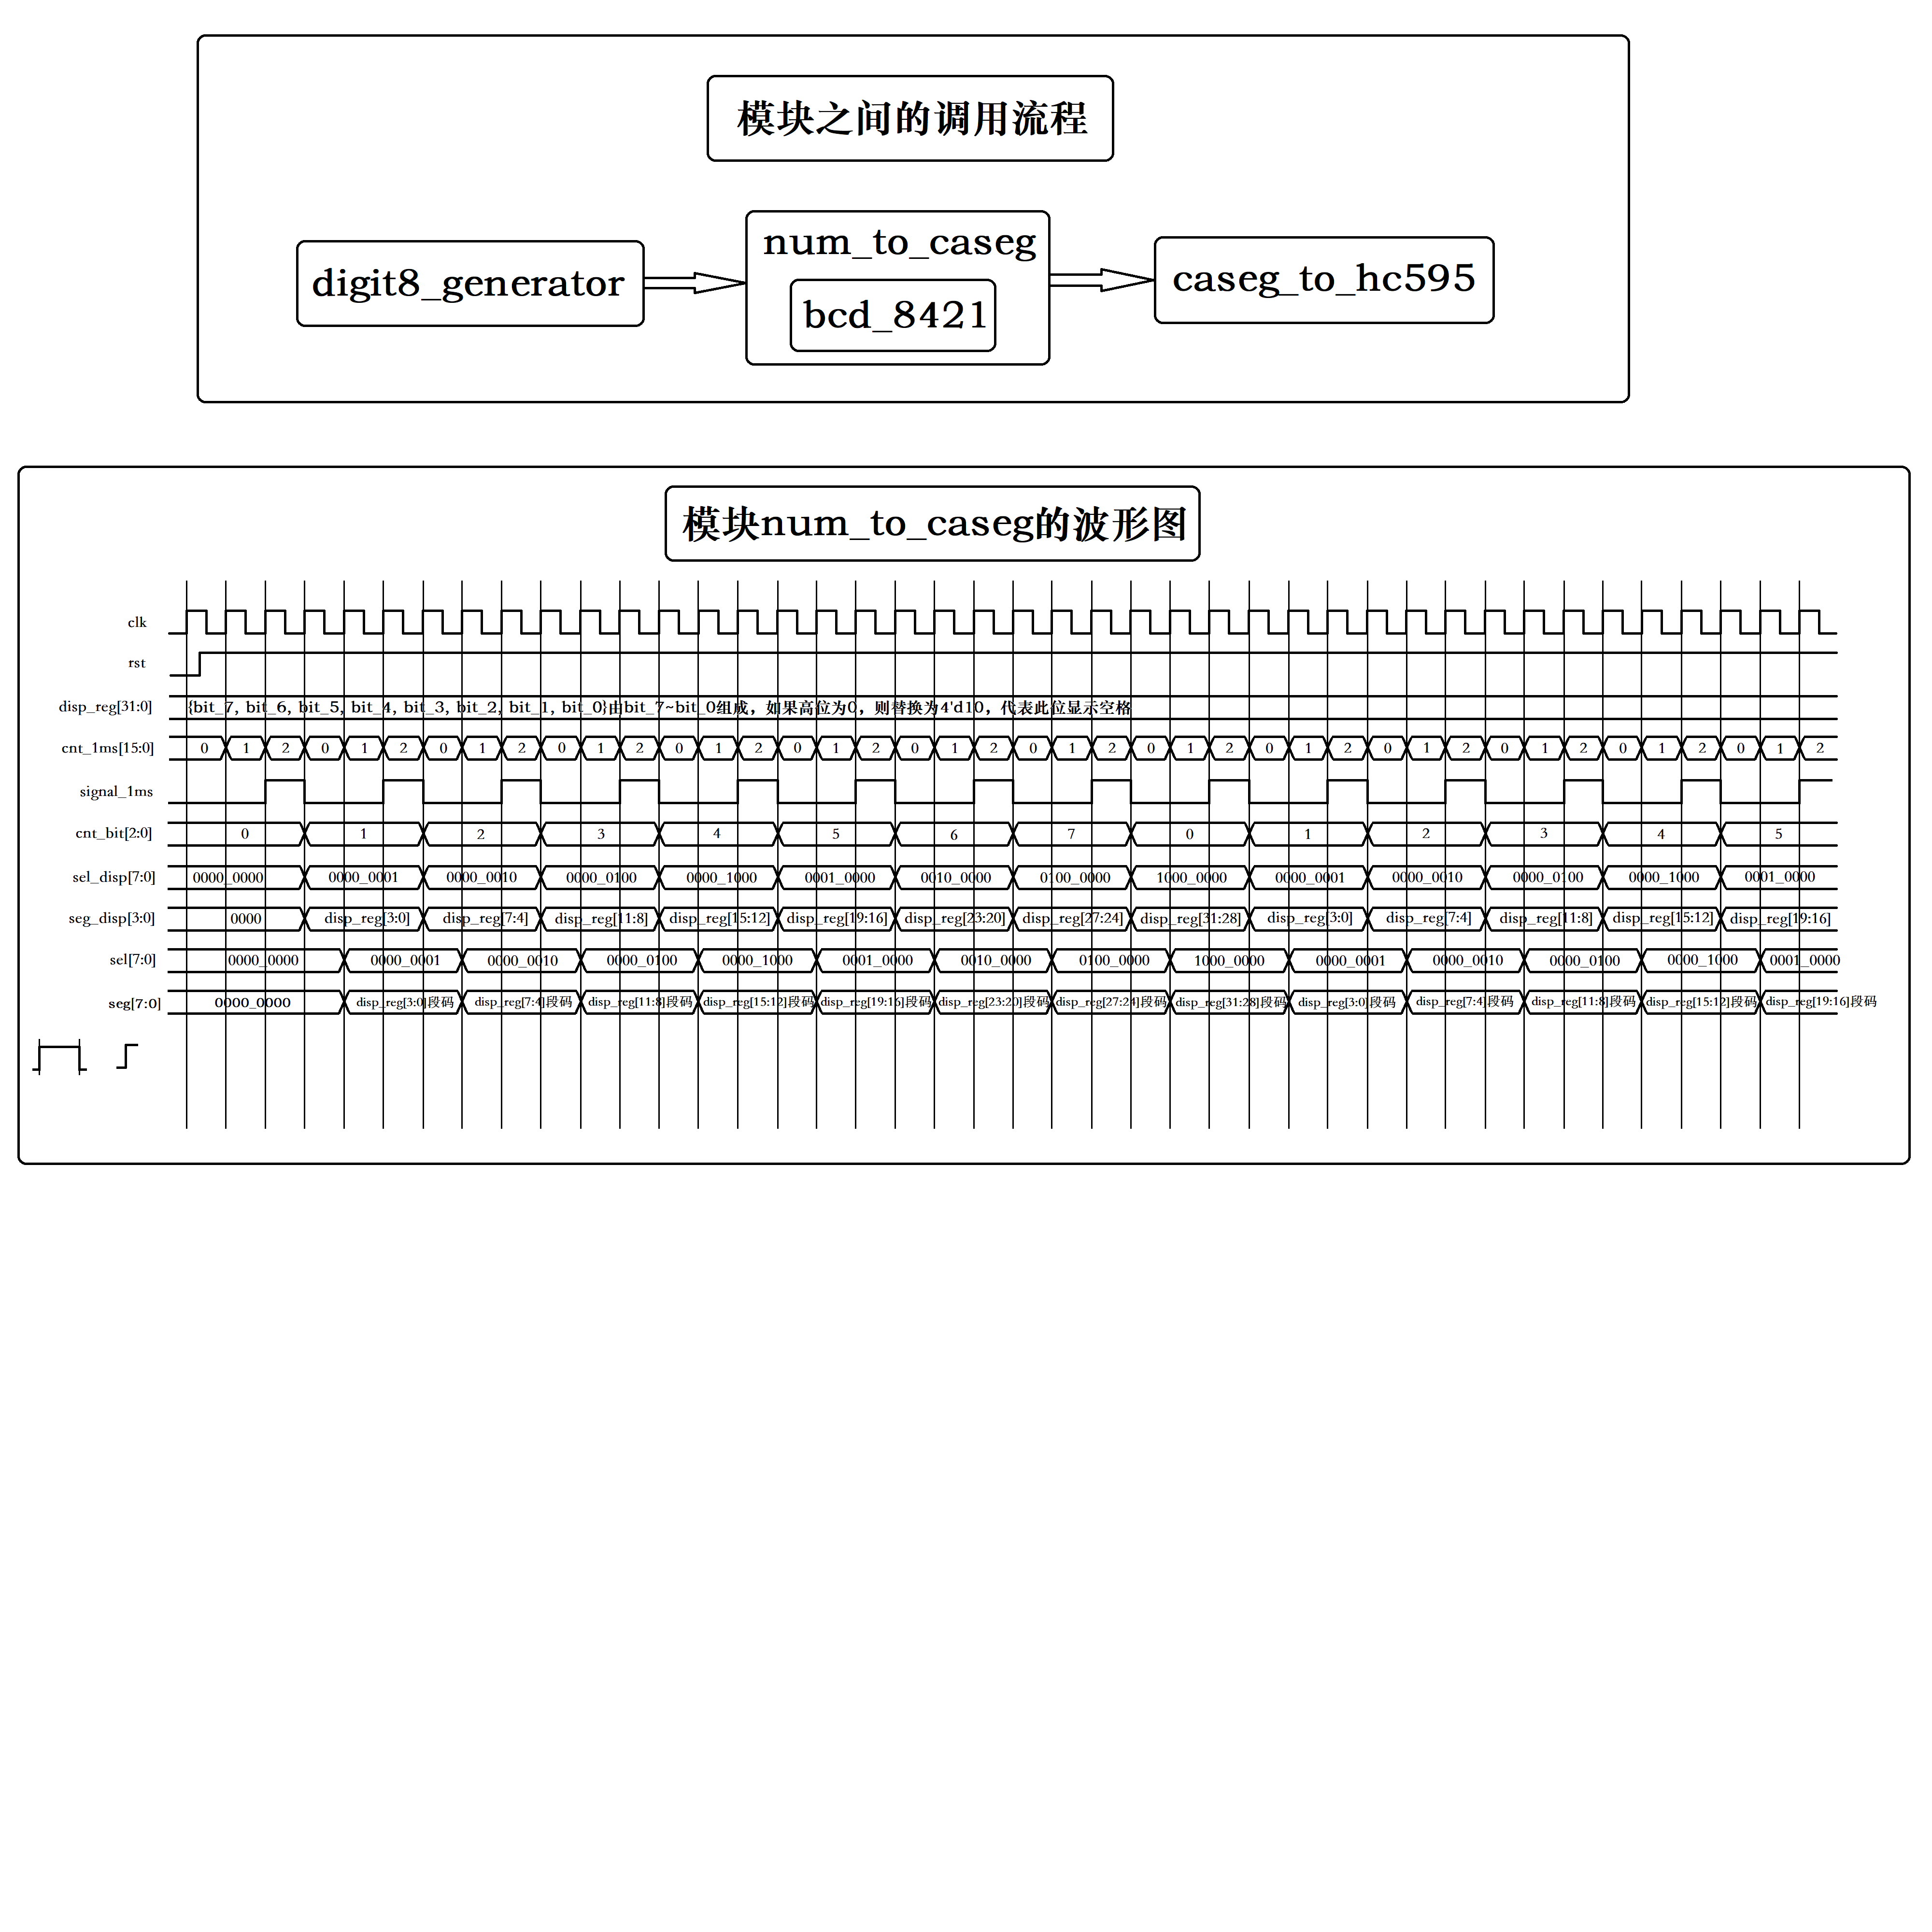 模块之间的调用流程
digit8_generator
num_to_caseg
bcd_8421
caseg_to_hc595
模块num_to_caseg的波形图
clk
rst
disp_reg[31:0] {bit_7, bit_6, bit_5, bit_4, bit_3, bit_2, bit_1, bit_0}由bit_7~bit_0组成，如果高位为0，则替换为4'd10，代表此位显示空格
cnt_1ms[15:0] 0 1 2 0 1 2 0 1 2 0 1 2 0 1 2 0 1 2 0 1 2 0 1 2 0 1 2 0 1 2 0 1 2 0 1 2 0 1 2 0 1 2
signal_1ms
cnt_bit[2:0] 0 1 2 3 4 5 6 7 0 1 2 3 4 5
sel_disp[7:0] 0000_0000 0000_0001 0000_0010 0000_0100 0000_1000 0001_0000 0010_0000 0100_0000 1000_0000 0000_0001 0000_0010 0000_0100 0000_1000 0001_0000
seg_disp[3:0] 0000 disp_reg[3:0] disp_reg[7:4] disp_reg[11:8] disp_reg[15:12] disp_reg[19:16] disp_reg[23:20] disp_reg[27:24] disp_reg[31:28] disp_reg[3:0] disp_reg[7:4] disp_reg[11:8] disp_reg[15:12] disp_reg[19:16]
sel[7:0] 0000_0000 0000_0001 0000_0010 0000_0100 0000_1000 0001_0000 0010_0000 0100_0000 1000_0000 0000_0001 0000_0010 0000_0100 0000_1000 0001_0000
seg[7:0] 0000_0000 disp_reg[3:0]段码 disp_reg[7:4]段码 disp_reg[11:8]段码 disp_reg[15:12]段码 disp_reg[19:16]段码 disp_reg[23:20]段码 disp_reg[27:24]段码 disp_reg[31:28]段码 disp_reg[3:0]段码 disp_reg[7:4]段码 disp_reg[11:8]段码 disp_reg[15:12]段码 disp_reg[19:16]段码